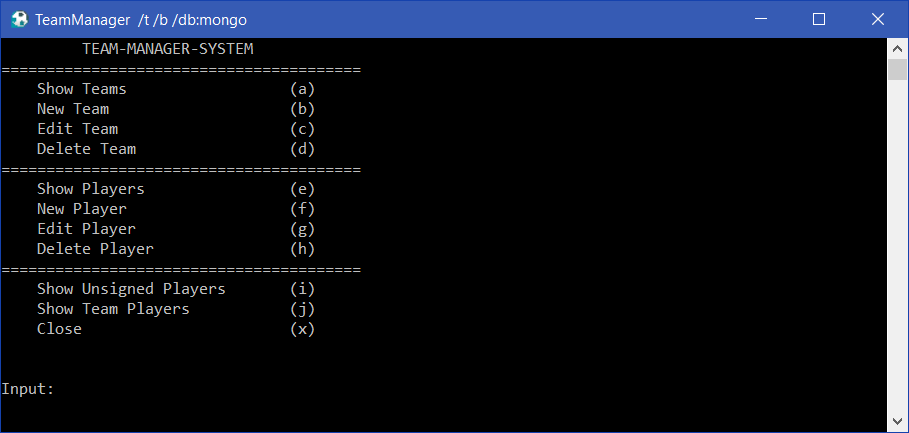 TeamManager /t /b /db:mongo
TEAM-MANAGER-SYSTEM
========================================
Show Teams (a)
New Team (b)
Edit Team (c)
Delete Team (d)
========================================
Show Players (e)
New Player (f)
Edit Player (g)
Delete Player (h)
========================================
Show Unsigned Players (i)
Show Team Players (j)
Close (x)
Input: